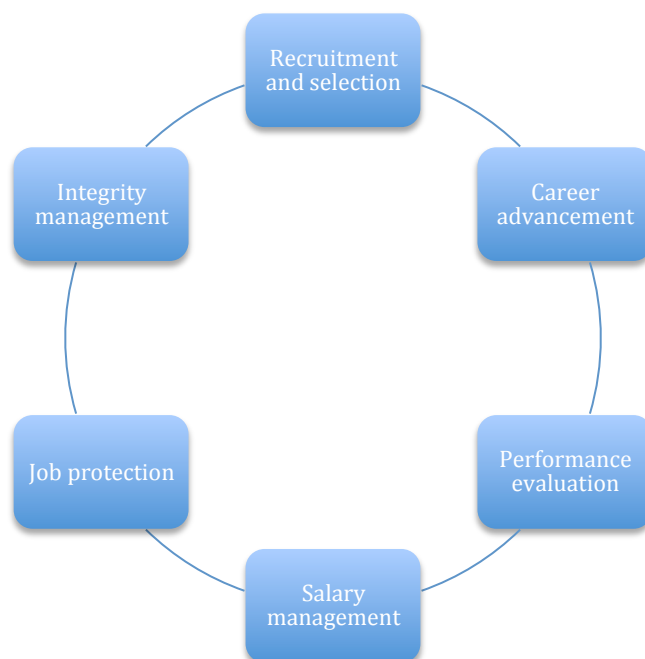 Recruitment
and selection
Career
advancement
Performance
evaluation
Salary
management
Job protection
Integrity
management